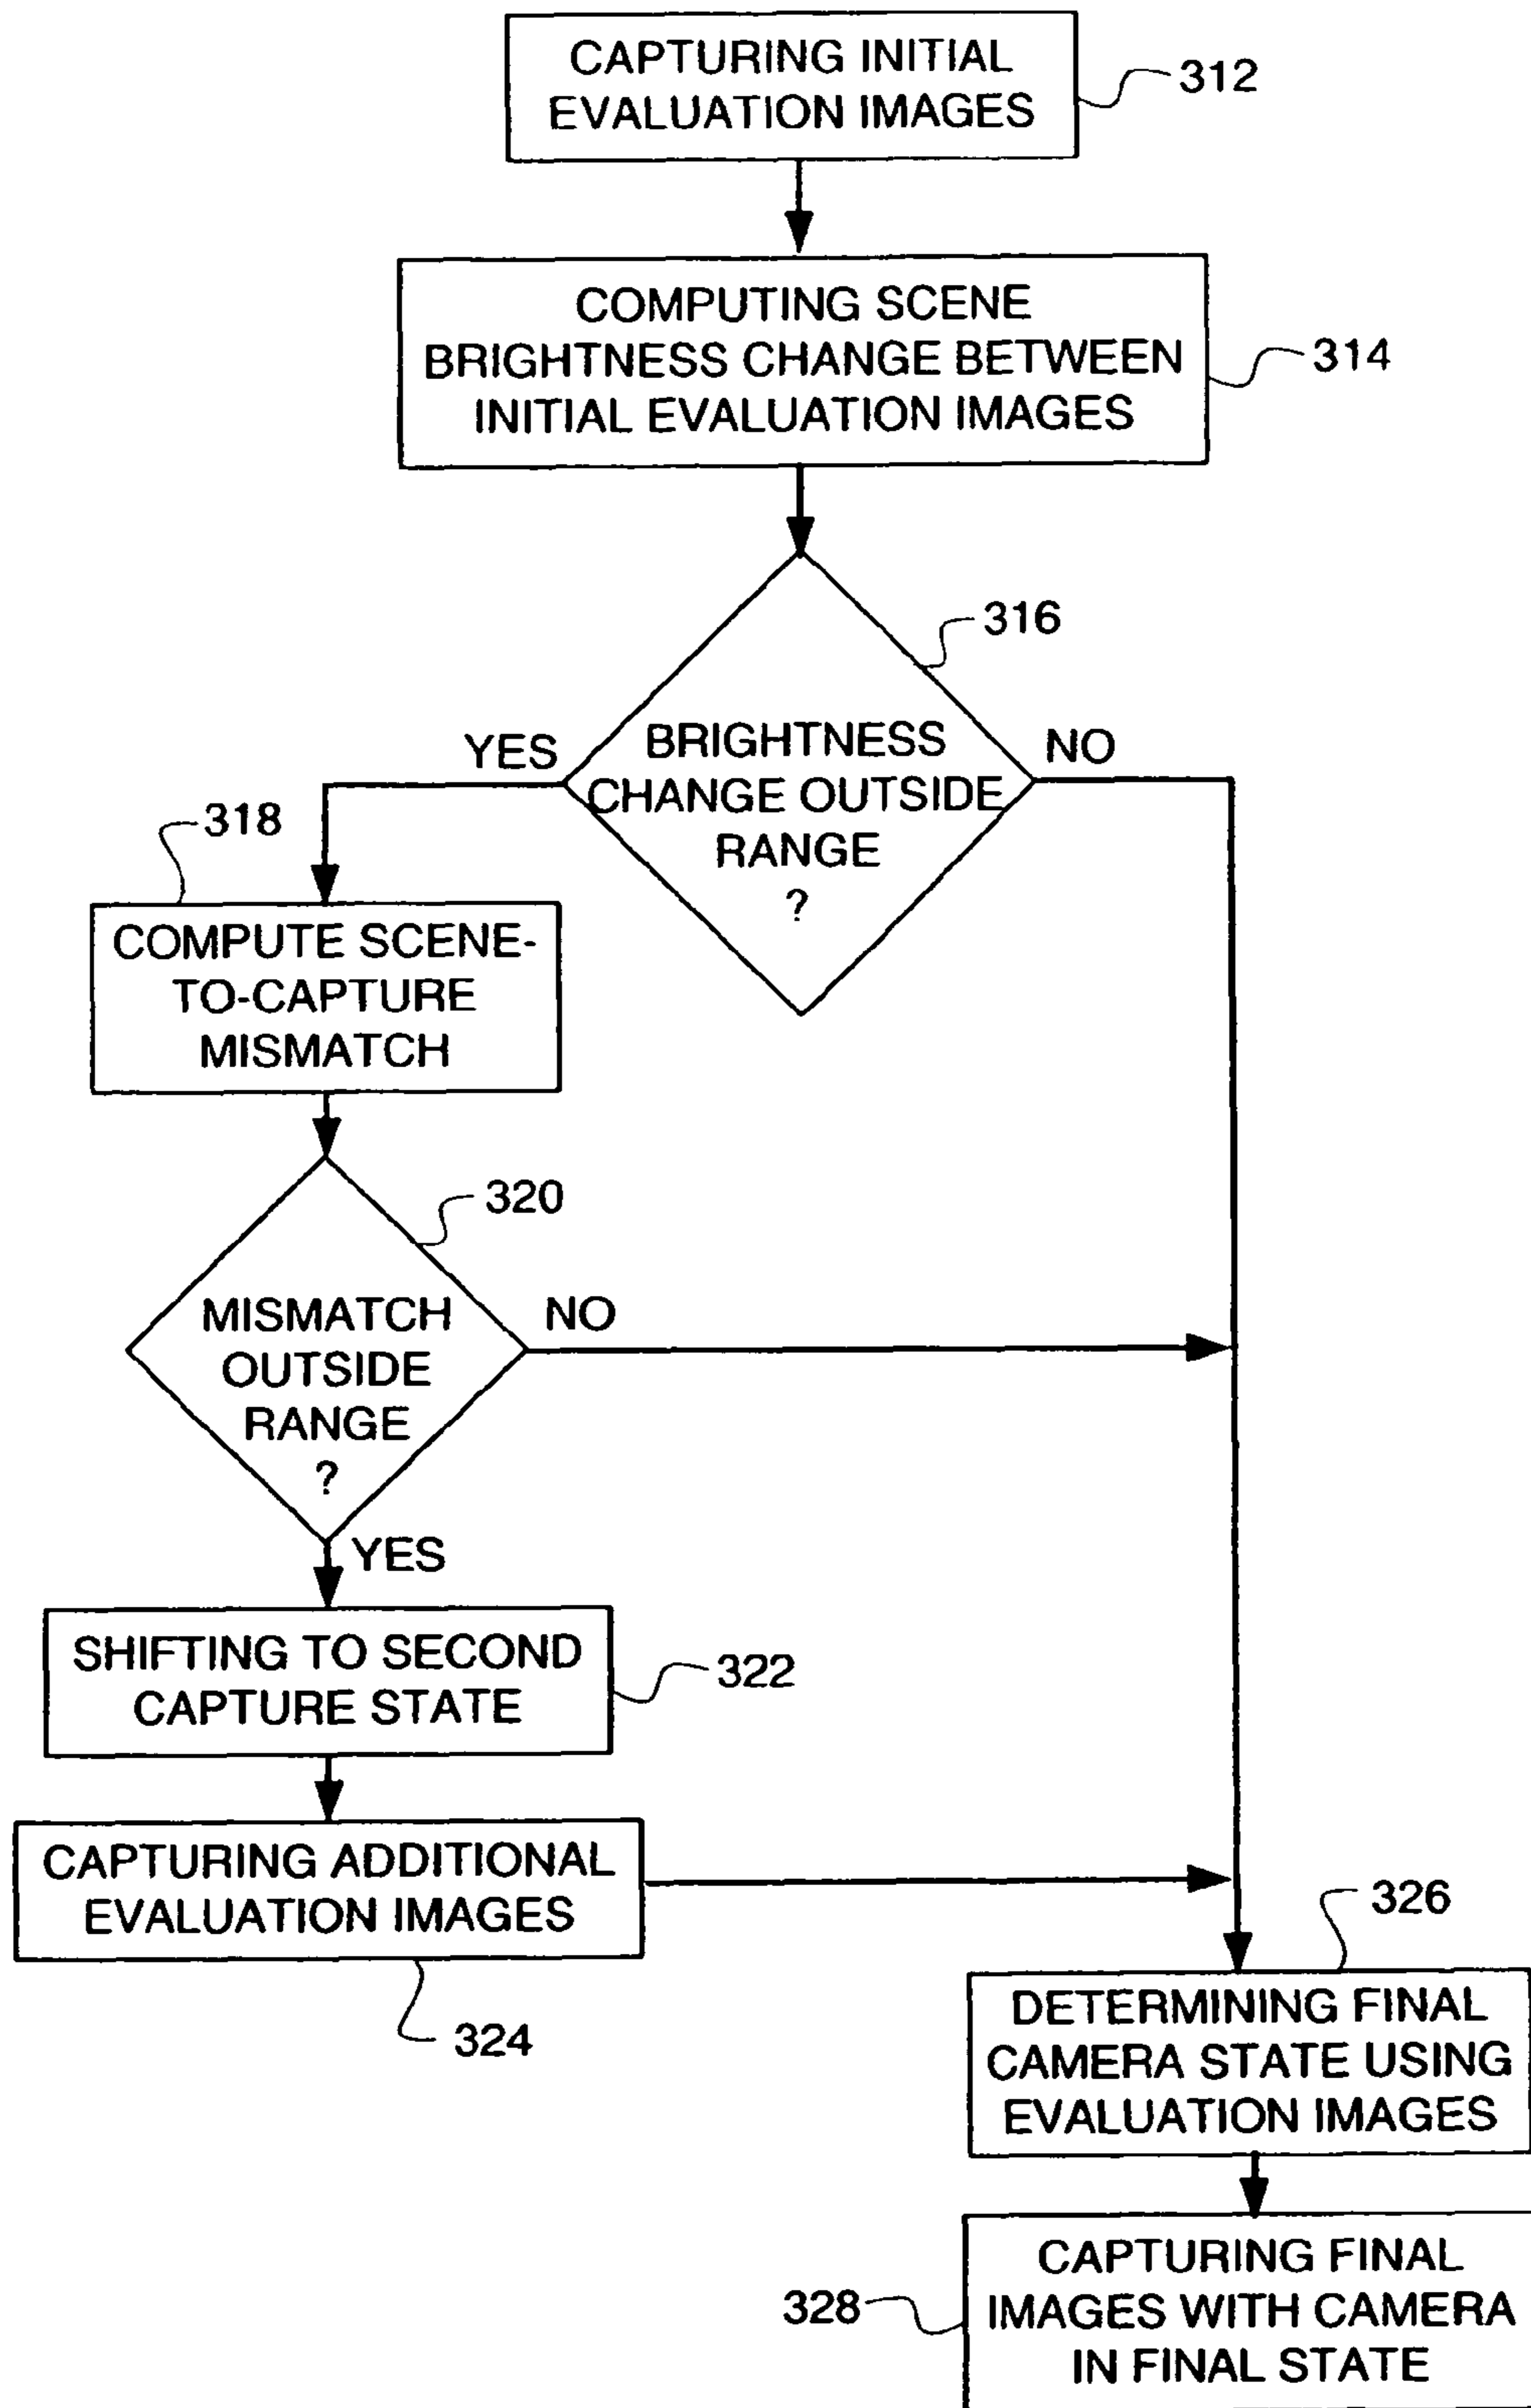 CAPTURING INITIAL
EVALUATION IMAGES
312
COMPUTING SCENE
BRIGHTNESS CHANGE BETWEEN
INITIAL EVALUATION IMAGES
314
316
BRIGHTNESS
CHANGE OUTSIDE
RANGE
?
YES
NO
318
COMPUTE SCENE-
TO-CAPTURE
MISMATCH
320
MISMATCH
OUTSIDE
RANGE
?
NO
YES
SHIFTING TO SECOND
CAPTURE STATE
322
CAPTURING ADDITIONAL
EVALUATION IMAGES
324
326
DETERMINING FINAL
CAMERA STATE USING
EVALUATION IMAGES
328
CAPTURING FINAL
IMAGES WITH CAMERA
IN FINAL STATE